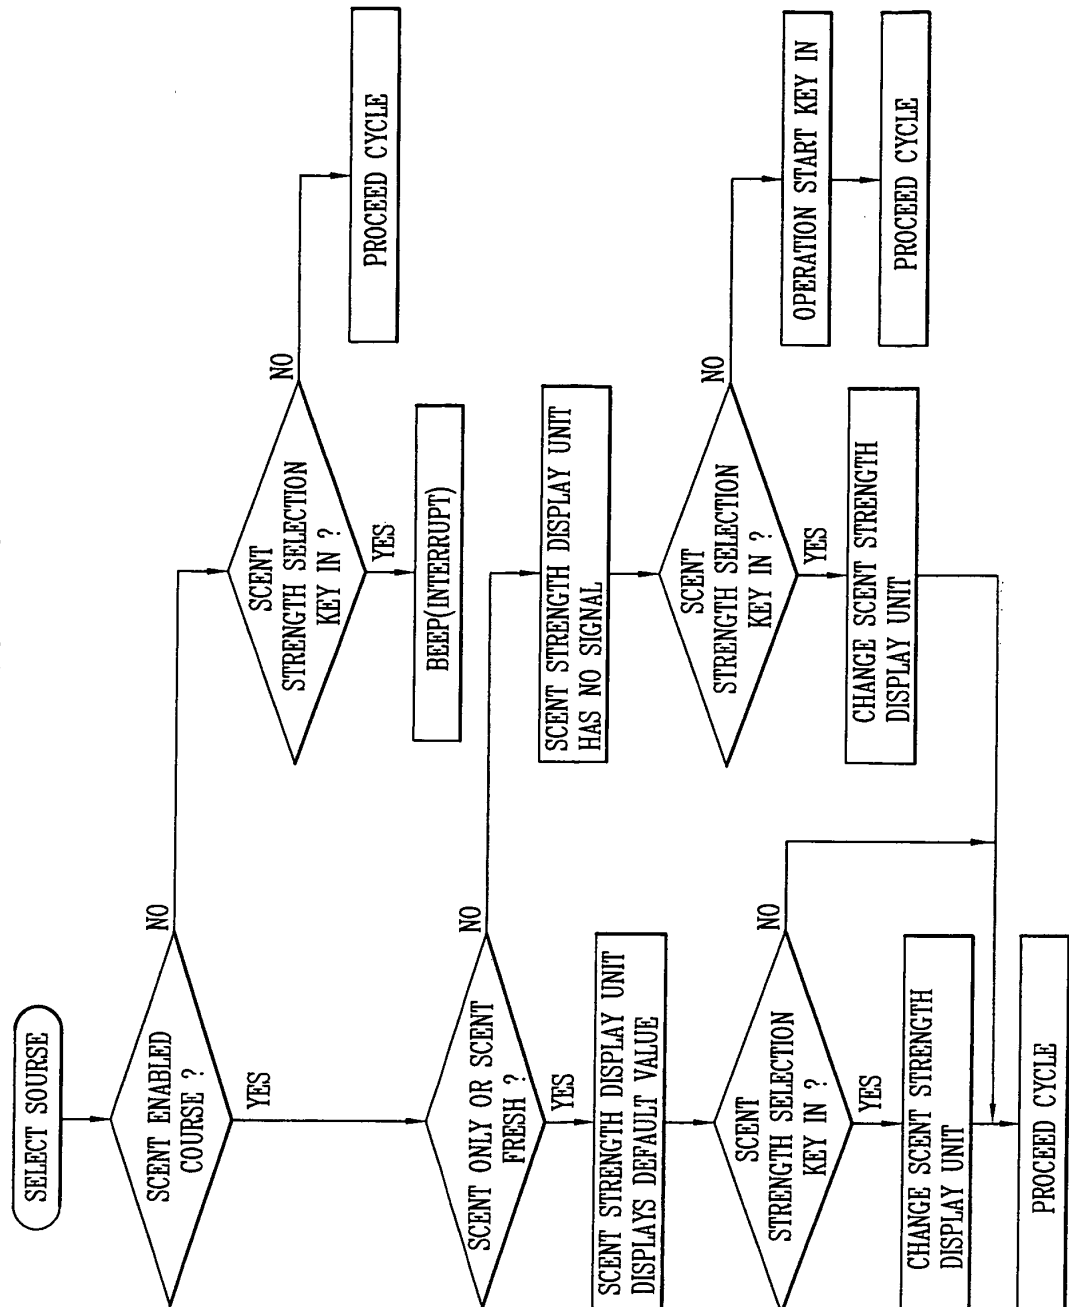 SELECT SOURSE
SCENT ENABLED
COURSE ?
NO
YES
SCENT
STRENGTH SELECTION
KEY IN ?
NO
PROCEED CYCLE
YES
BEEP(INTERRUPT)
SCENT ONLY OR SCENT
FRESH ?
NO
YES
SCENT STRENGTH DISPLAY UNIT
HAS NO SIGNAL
SCENT
STRENGTH SELECTION
KEY IN ?
NO
OPERATION START KEY IN
PROCEED CYCLE
YES
CHANGE SCENT STRENGTH
DISPLAY UNIT
SCENT STRENGTH DISPLAY UNIT
DISPLAYS DEFAULT VALUE
SCENT
STRENGTH SELECTION
KEY IN ?
NO
YES
CHANGE SCENT STRENGTH
DISPLAY UNIT
PROCEED CYCLE